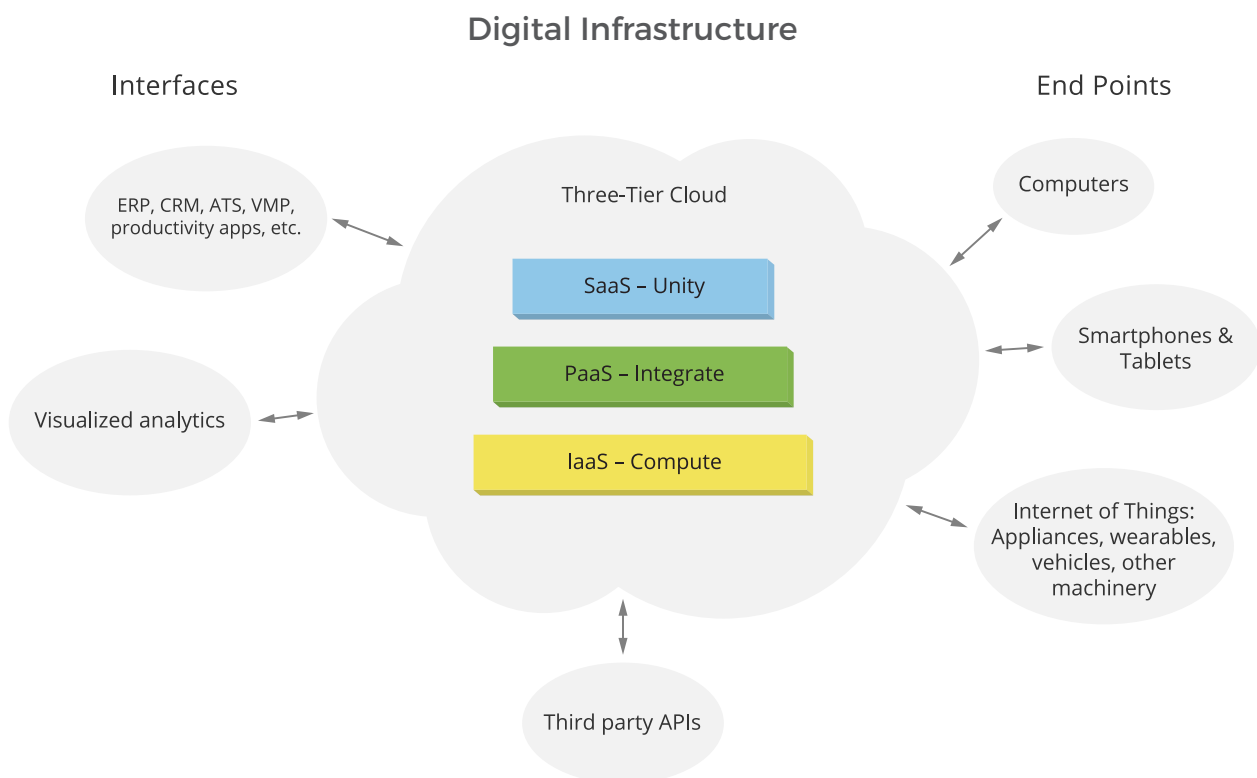 Digital Infrastructure
Interfaces
End Points
ERP, CRM, ATS, VMP,
productivity apps, etc.
Visualized analytics
Three-Tier Cloud
SaaS – Unity
PaaS – Integrate
IaaS – Compute
Computers
Smartphones &
Tablets
Internet of Things:
Appliances, wearables,
vehicles, other
machinery
Third party APIs